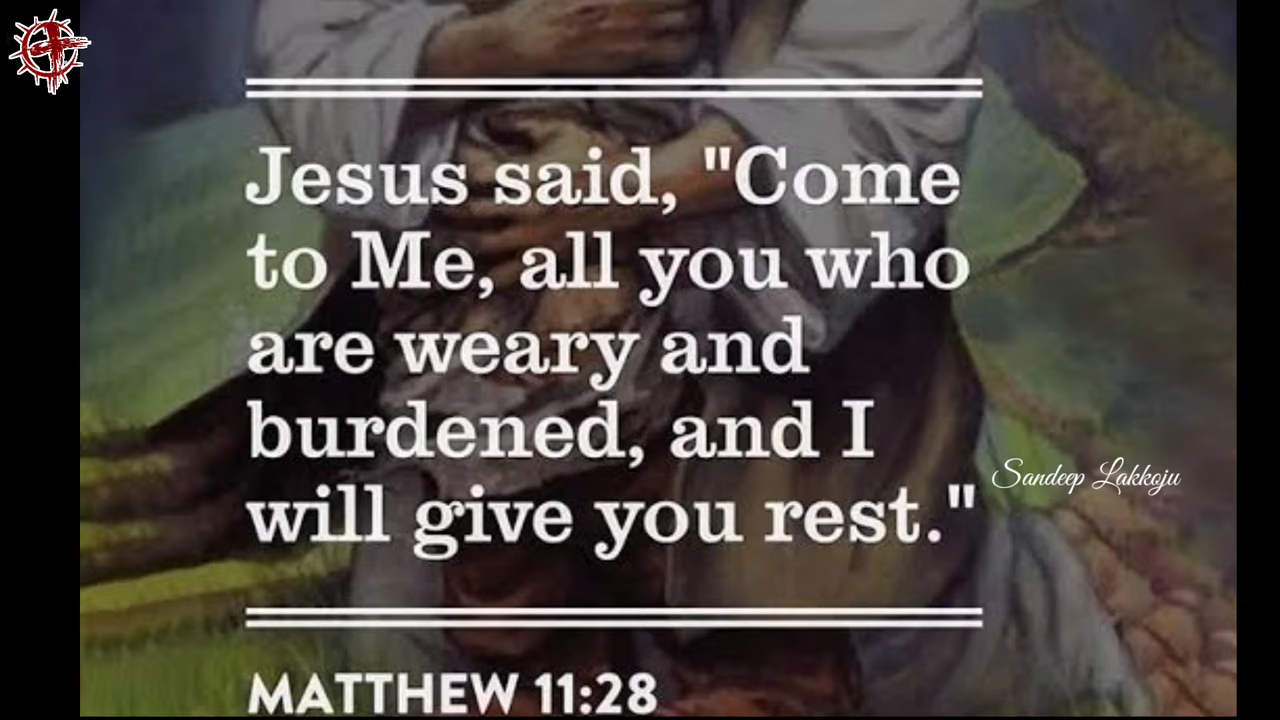 Jesus said, "Come
to Me, all you who
are weary and
burdened, and I
will give you rest."
Sandeep Lakkoju
MATTHEW 11:28